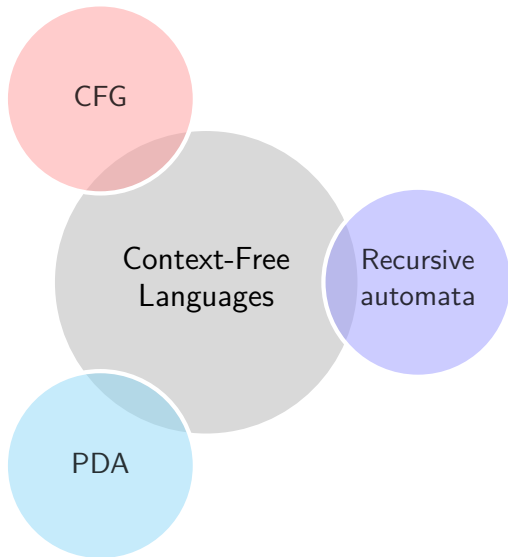 CFG
Context-Free
Languages
Recursive
automata
PDA